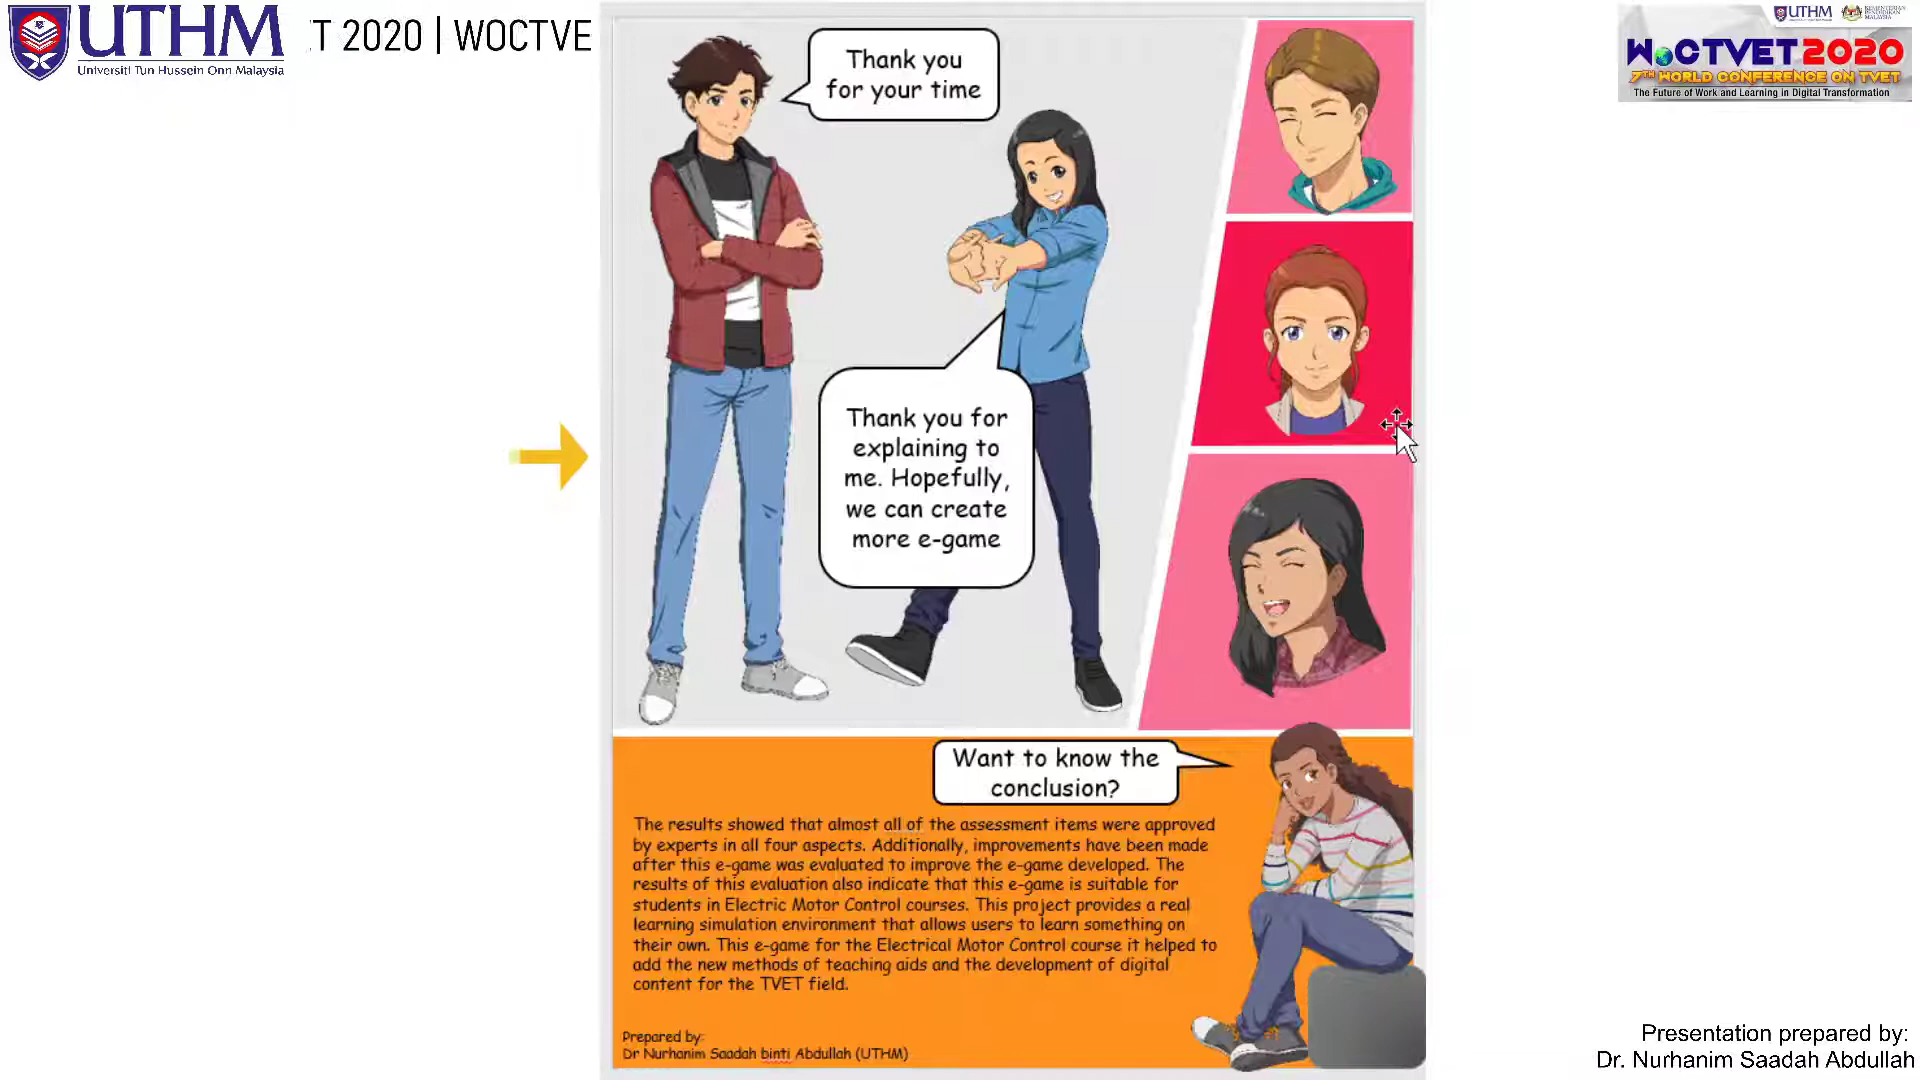 UTHM
Universiti Tun Hussein Onn Malaysia
T 2020 | WOCTVE
UTHM
KEMENTERIAN
PENDIDIKAN
MALAYSIA
WOCTVET 2020
7TH WORLD CONFERENCE ON TVET
The Future of Work and Learning in Digital Transformation
Thank you
for your time
Thank you for
explaining to
me. Hopefully,
we can create
more e-game
Want to know the
conclusion?
The results showed that almost all of the assessment items were approved
by experts in all four aspects. Additionally, improvements have been made
after this e-game was evaluated to improve the e-game developed. The
results of this evaluation also indicate that this e-game is suitable for
students in Electric Motor Control courses. This project provides a real
learning simulation environment that allows users to learn something on
their own. This e-game for the Electrical Motor Control course it helped to
add the new methods of teaching aids and the development of digital
content for the TVET field.
Prepared by:
Dr Nurhanim Saadah binti Abdullah (UTHM)
Presentation prepared by:
Dr. Nurhanim Saadah Abdullah